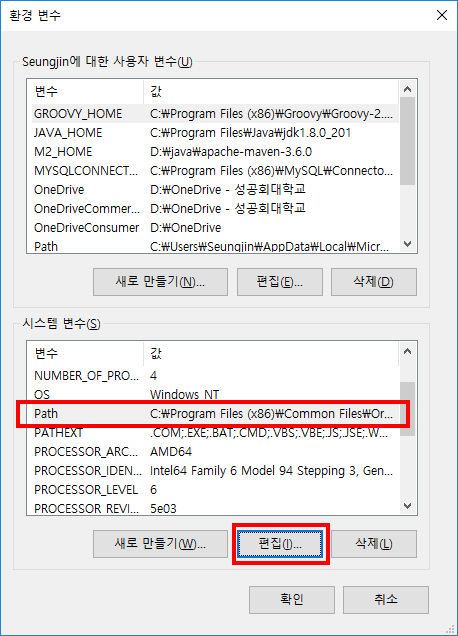 환경 변수
Seungjin에 대한 사용자 변수(U)
변수 값
GROOVY_HOME C:₩Program Files (x86)₩Groovy₩Groovy-2....
JAVA_HOME C:₩Program Files₩Java₩jdk1.8.0_201
M2_HOME D:₩java₩apache-maven-3.6.0
MYSQLCONNECT... C:₩Program Files (x86)₩MySQL₩Connecto...
OneDrive D:₩OneDrive - 성공회대학교
OneDriveCommer... D:₩OneDrive - 성공회대학교
OneDriveConsumer D:₩OneDrive
Path C:₩Users₩Seungjin₩AppData₩Local₩Micr...
새로 만들기(N)... 편집(E)... 삭제(D)
시스템 변수(S)
변수 값
NUMBER_OF_PRO... 4
OS Windows NT
Path C:₩Program Files (x86)₩Common Files₩Or...
PATHEXT .COM;.EXE;.BAT;.CMD;.VBS;.VBE;.JS;.JSE;.W...
PROCESSOR_ARC... AMD64
PROCESSOR_IDEN... Intel64 Family 6 Model 94 Stepping 3, Gen...
PROCESSOR_LEVEL 6
PROCESSOR_REVI... 5e03
새로 만들기(W)... 편집(I)... 삭제(L)
확인 취소